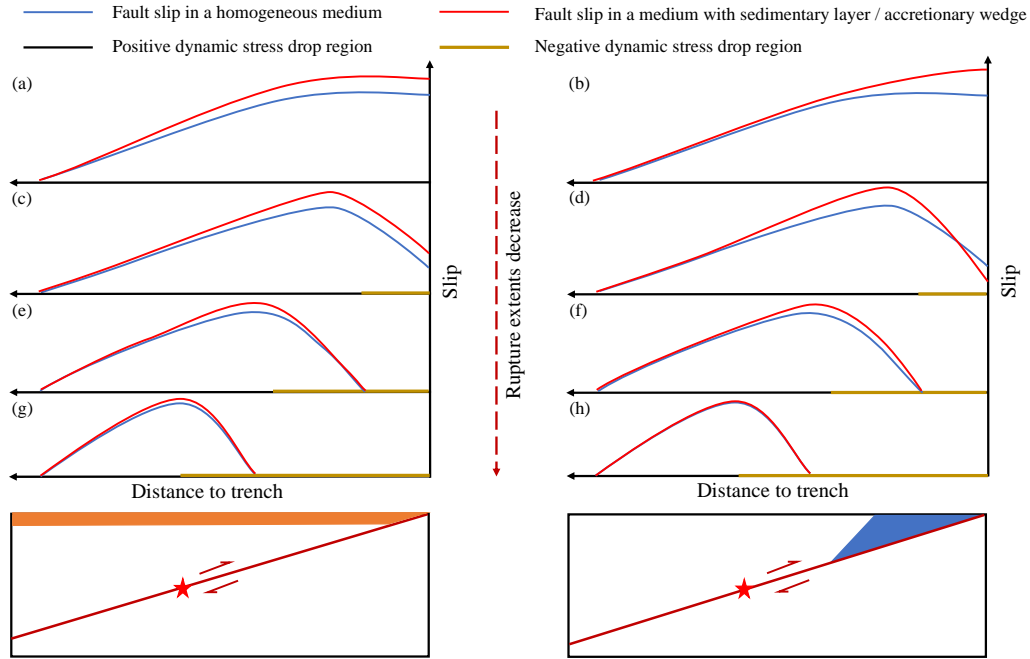 Fault slip in a homogeneous medium
Fault slip in a medium with sedimentary layer / accretionary wedge
Positive dynamic stress drop region
Negative dynamic stress drop region
(a)
(b)
(c)
(d)
(e)
(f)
(g)
(h)
Slip
Rupture extents decrease
Slip
Distance to trench
Distance to trench